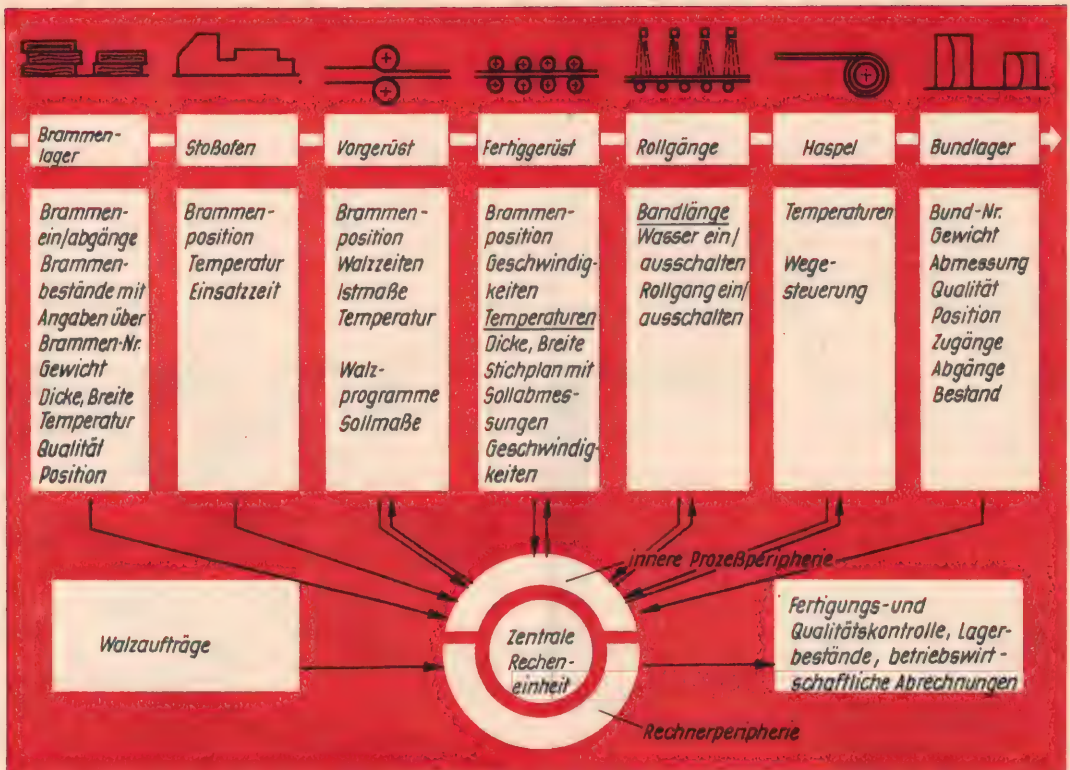 Brammen-
lager
Stoßofen
Vorgerüst
Fertiggerüst
Rollgänge
Haspel
Bundlager
Brammen-
ein/abgänge
Brammen-
bestände mit
Angaben über
Brammen-Nr.
Gewicht
Dicke, Breite
Temperatur
Qualität
Position
Brammen-
position
Temperatur
Einsatzzeit
Brammen-
position
Walzzeiten
Istmaße
Temperatur
Walz-
programme
Sollmaße
Brammen-
position
Geschwindig-
keiten
Temperaturen
Dicke, Breite
Stichplan mit
Sollabmes-
sungen
Geschwindig-
keiten
Bandlänge
Wasser ein/
ausschalten
Rollgang ein/
ausschalten
Temperaturen
Wege-
steuerung
Bund-Nr.
Gewicht
Abmessung
Qualität
Position
Zugänge
Abgänge
Bestand
innere Prozeßperipherie
Walzaufträge
Zentrale
Rechen-
einheit
Fertigungs- und
Qualitätskontrolle, Lager-
bestände, betriebswirt-
schaftliche Abrechnungen
Rechnerperipherie